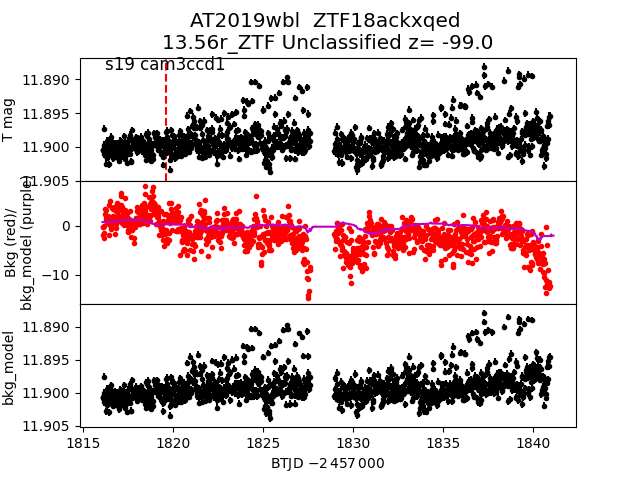 AT2019wbl  ZTF18ackxqed
13.56r_ZTF Unclassified z= -99.0
s19 cam3ccd1
T mag
11.890
11.895
11.900
11.905
Bkg (red)/
bkg_model (purple)
0
−10
bkg_model
11.890
11.895
11.900
11.905
1815 1820 1825 1830 1835 1840
BTJD −2 457 000